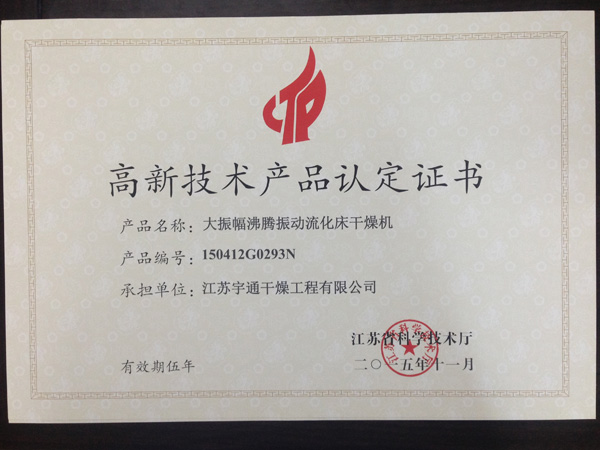 CTP
高新技术产品认定证书
产品名称：大振幅沸腾振动流化床干燥机
产品编号：150412G0293N
承担单位：江苏宇通干燥工程有限公司
江苏省科学技术厅
有效期伍年
二〇一五年十一月